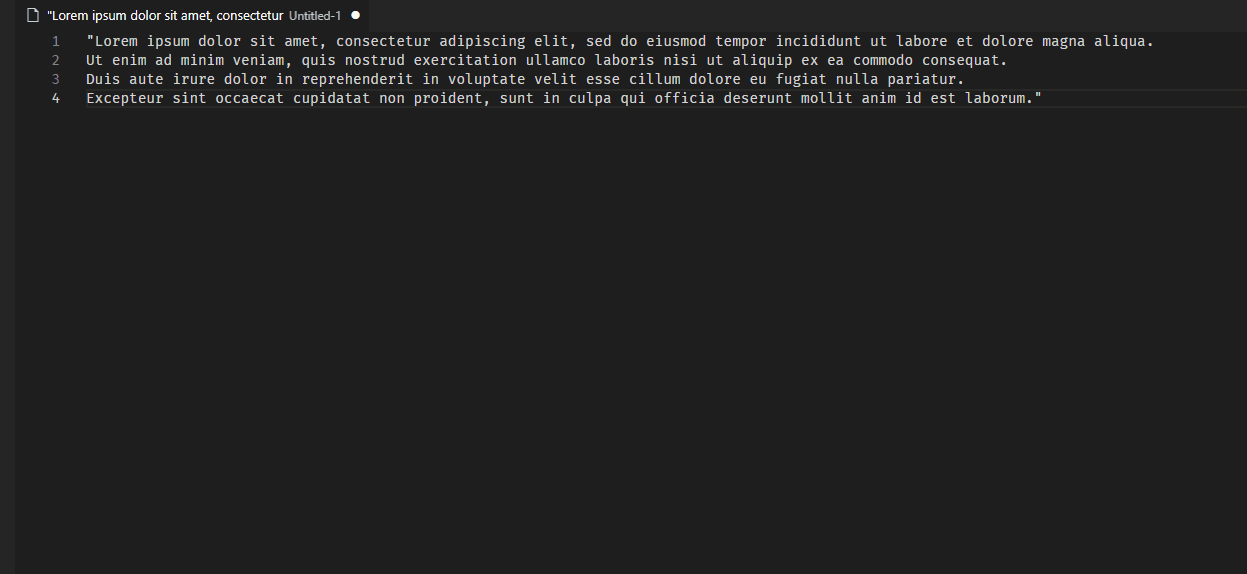 "Lorem ipsum dolor sit amet, consectetur Untitled-1
1 "Lorem ipsum dolor sit amet, consectetur adipiscing elit, sed do eiusmod tempor incididunt ut labore et dolore magna aliqua.
2 Ut enim ad minim veniam, quis nostrud exercitation ullamco laboris nisi ut aliquip ex ea commodo consequat.
3 Duis aute irure dolor in reprehenderit in voluptate velit esse cillum dolore eu fugiat nulla pariatur.
4 Excepteur sint occaecat cupidatat non proident, sunt in culpa qui officia deserunt mollit anim id est laborum."